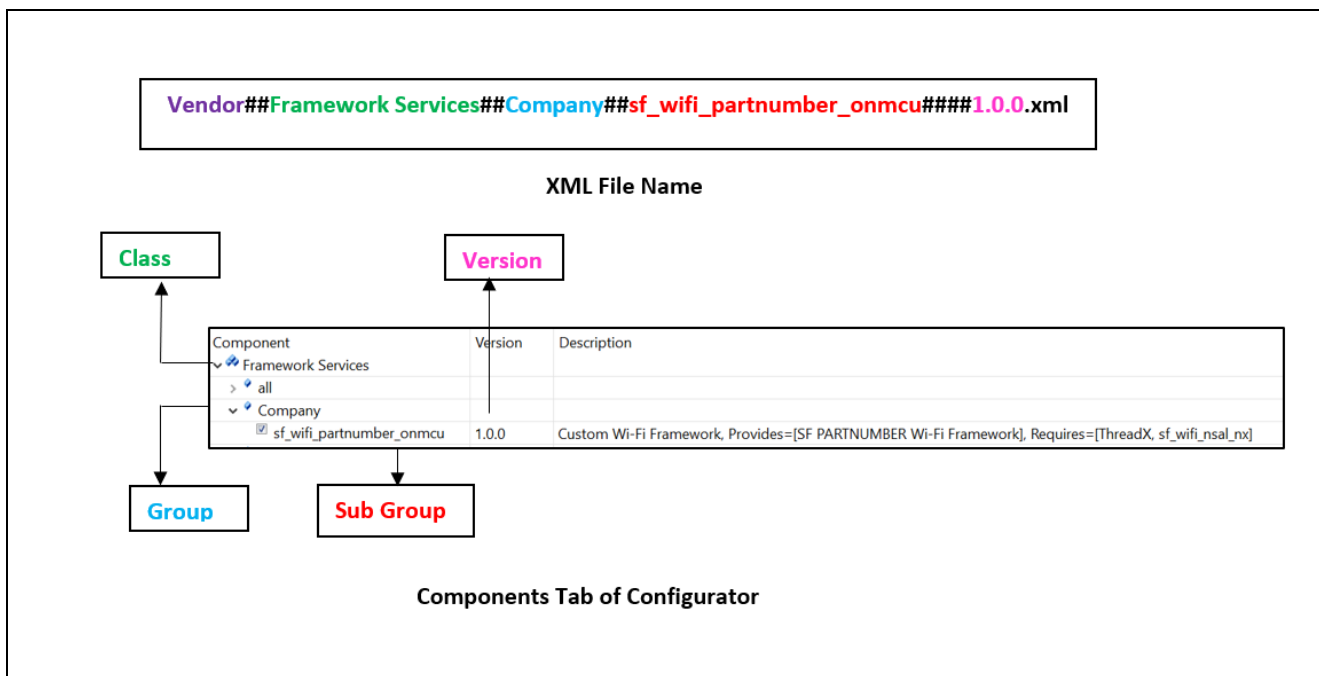 Vendor##Framework Services##Company##sf_wifi_partnumber_onmcu####1.0.0.xml
XML File Name
Class
Version
Component Version Description
Framework Services
all
Company
sf_wifi_partnumber_onmcu 1.0.0 Custom Wi-Fi Framework, Provides=[SF PARTNUMBER Wi-Fi Framework], Requires=[ThreadX, sf_wifi_nsal_nx]
Group
Sub Group
Components Tab of Configurator